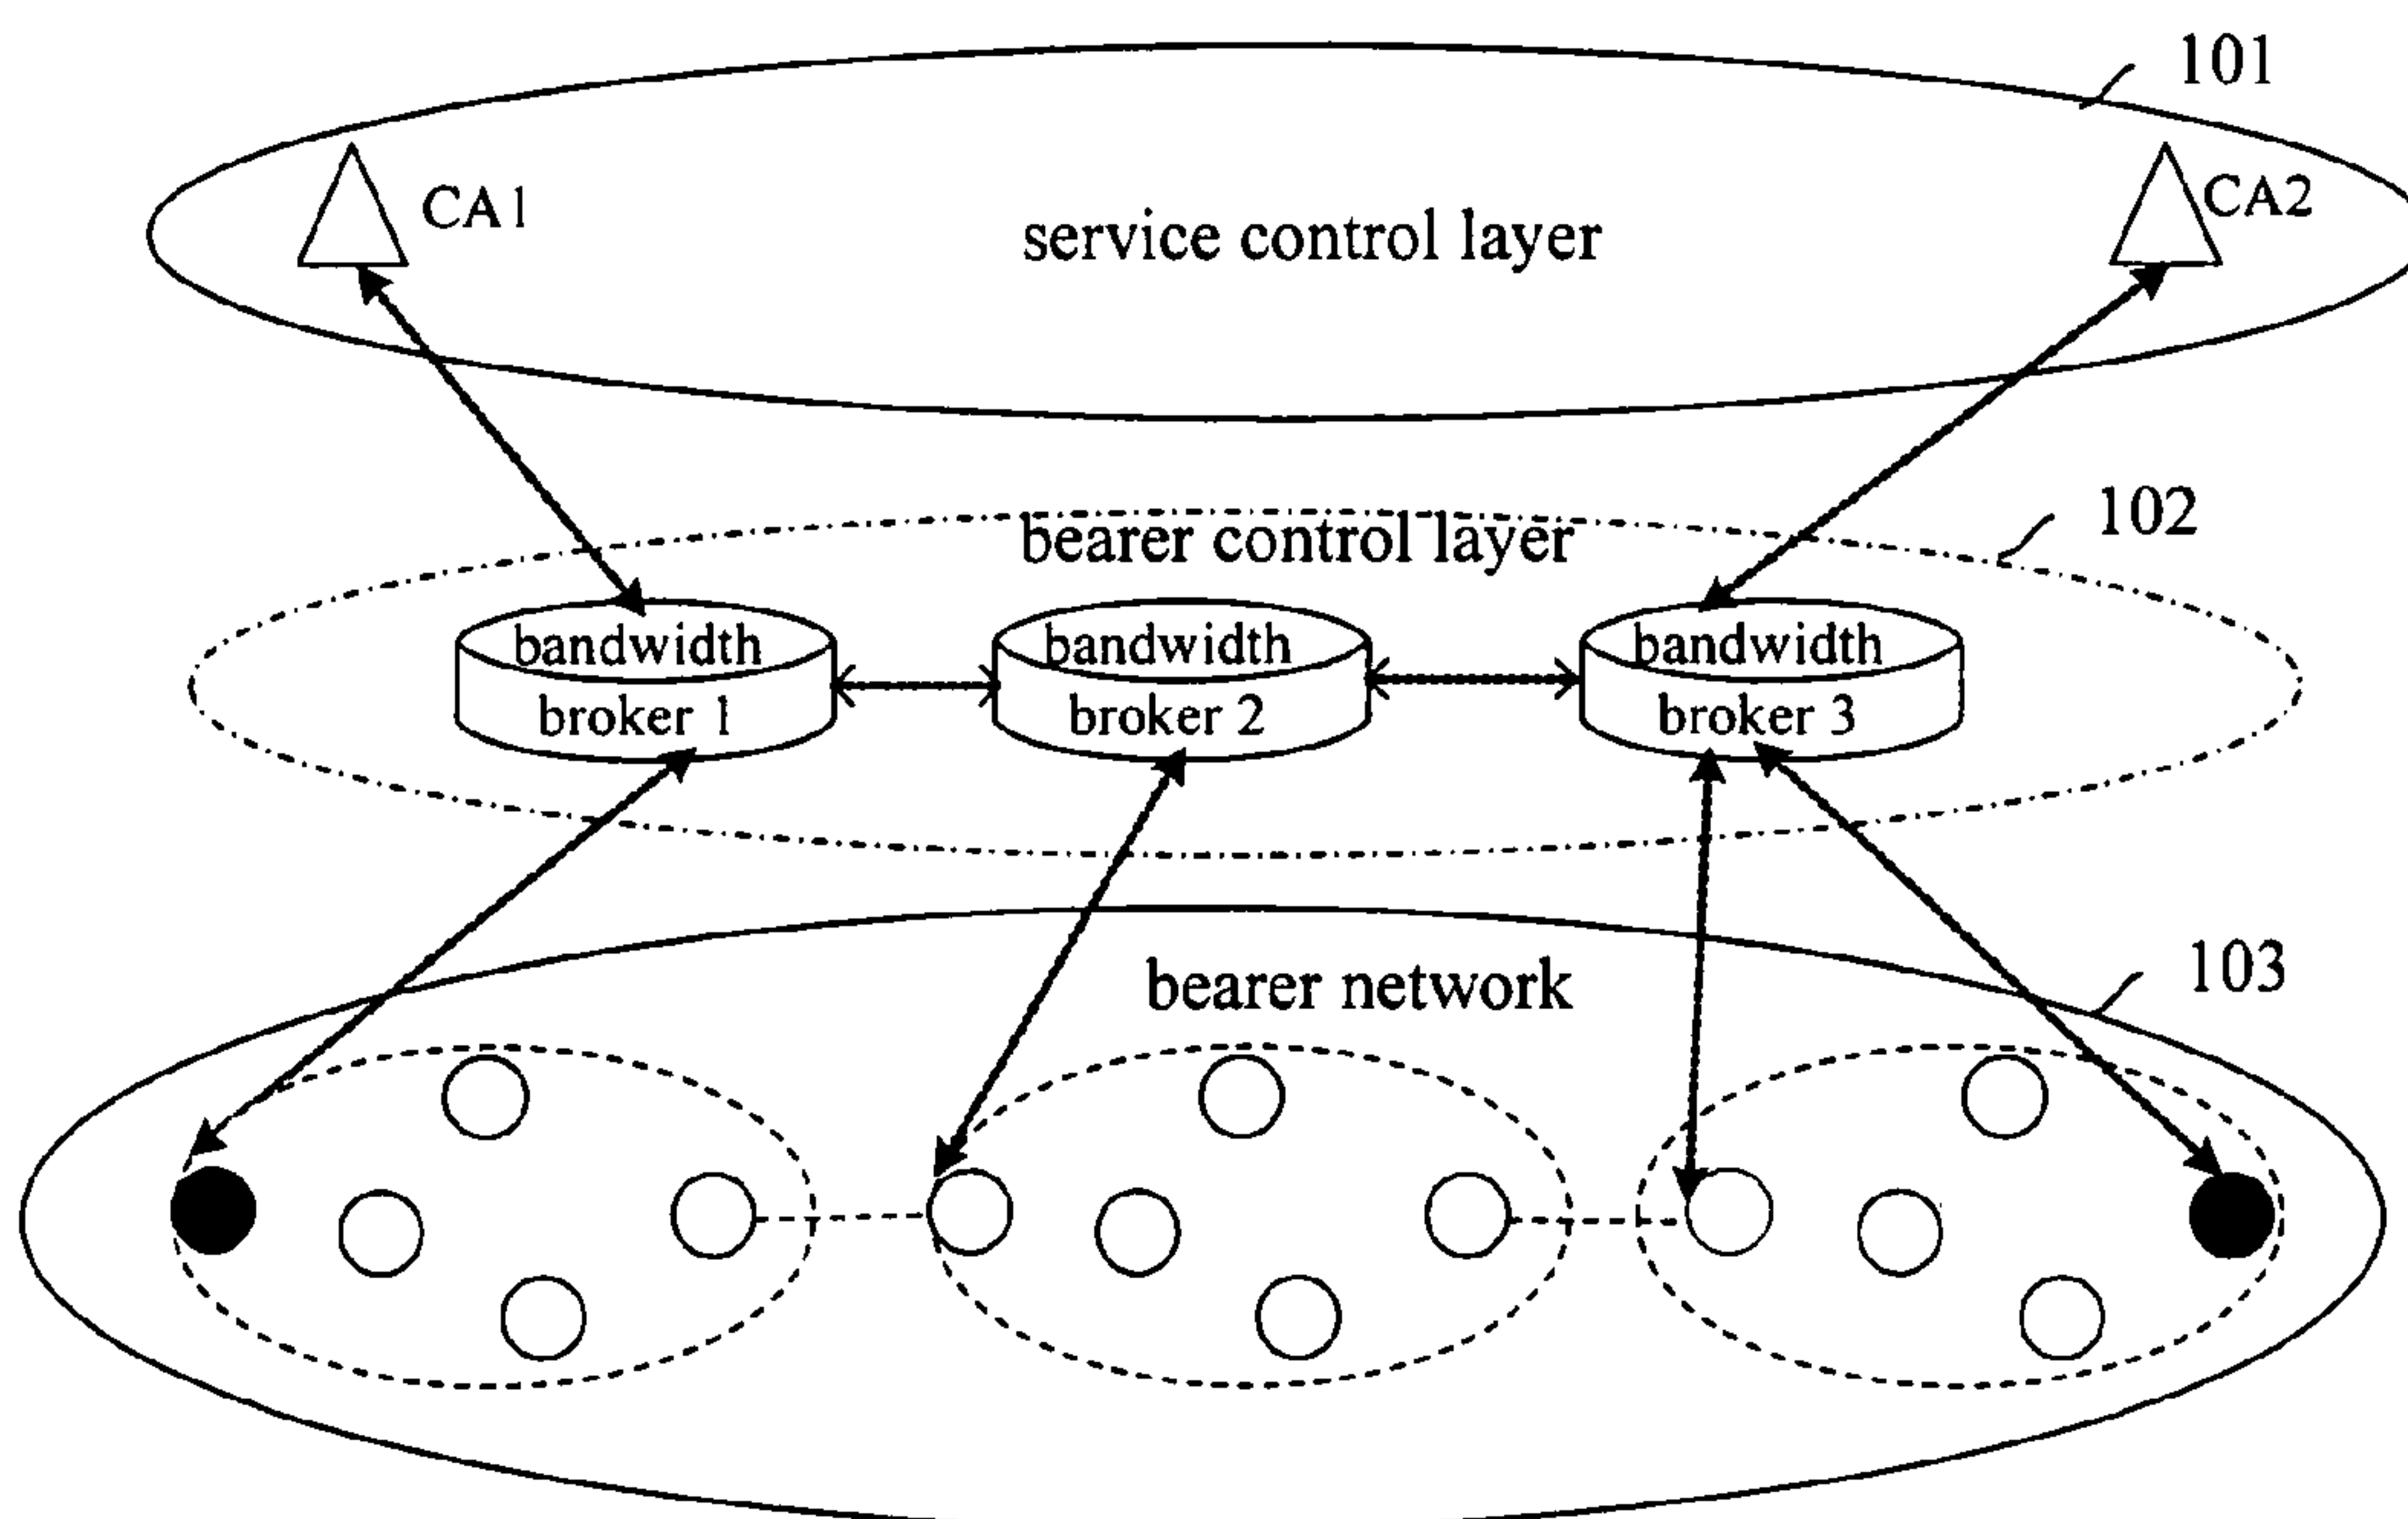 101
CA1
CA2
service control layer
102
bearer control layer
bandwidth
broker 1
bandwidth
broker 2
bandwidth
broker 3
103
bearer network